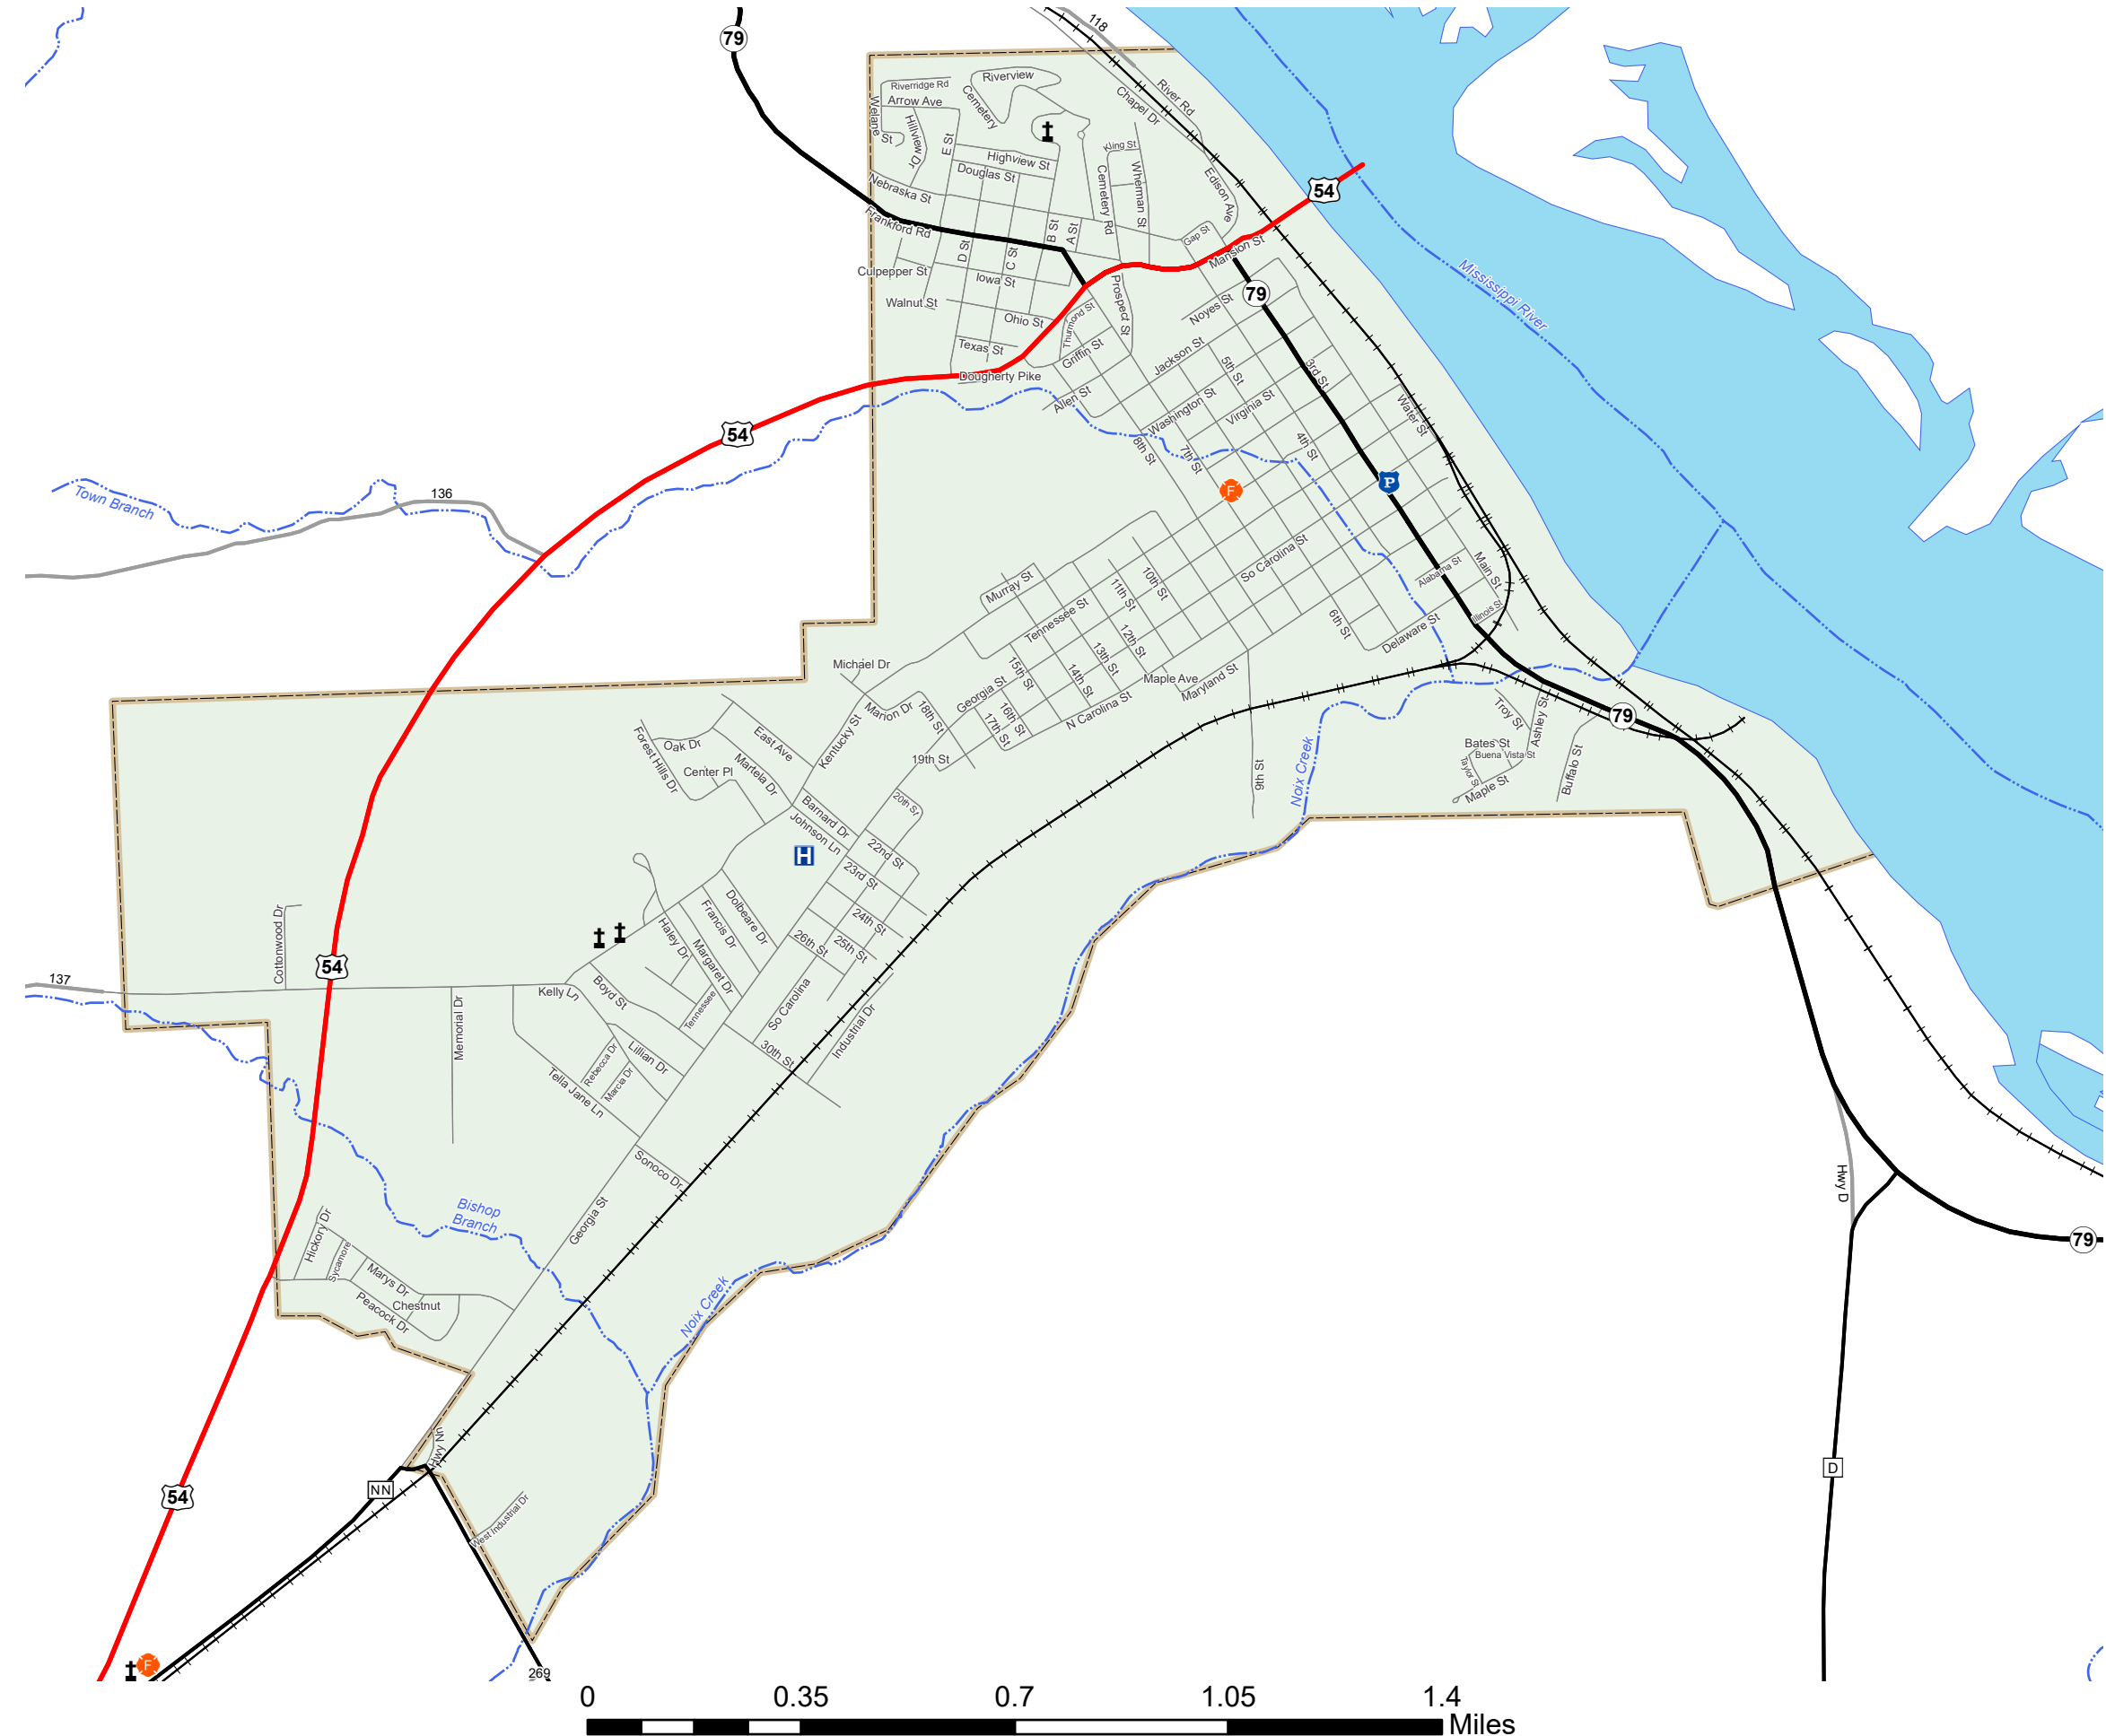 118
79
Riverview
Riverridge Rd
Arrow Ave
Cemetery
Welane
St
Hillview Dr
E St
River Rd
Chapel Dr
Kling St
Highview St
Douglas St
Nebraska St
Cemetery Rd
Wherman St
Edison Ave
54
Frankford Rd
B St
A St
Gap St
Mansion St
D St
C St
Culpepper St
Iowa St
Walnut St
Prospect St
79
Noyes St
Mississippi River
Ohio St
Thurmond St
Texas St
Griffin St
Jackson St
5th St
3rd St
Dougherty Pike
Allen St
Washington St
Virginia St
Water St
54
8th St
7th St
4th St
P
F
136
Town Branch
So Carolina St
Alabama St
Main St
Murray St
11th St
10th St
Tennessee St
Illinois St
6th St
Delaware St
12th St
13th St
Michael Dr
15th St
14th St
Maple Ave
Maryland St
Georgia St
Marion Dr
18th St
16th St
17th St
N Carolina St
Troy St
Ashley St
79
Forest Hills Dr
Oak Dr
East Ave
Kentucky St
Center Pl
Martela Dr
19th St
9th St
Noix Creek
Bates St
Buena Vista St
Taylor St
Maple St
Buffalo St
Barnard Dr
Johnson Ln
20th St
H
22nd St
23rd St
Dolbeare Dr
Francis Dr
Haley Dr
Margaret Dr
24th St
25th St
26th St
Cottonwood Dr
54
137
Kelly Ln
Boyd St
Tennessee
So Carolina
Industrial Dr
Memorial Dr
30th St
Lillian Dr
Rebecca Dr
Marcia Dr
Tella Jane Ln
Sonoco Dr
Hwy D
Bishop
Branch
Georgia St
Hickory Dr
Sycamore
Marys Dr
Chestnut
Peacock Dr
Noix Creek
79
Hwy Nn
NN
54
D
West Industrial Dr
F
269
0 0.35 0.7 1.05 1.4
Miles